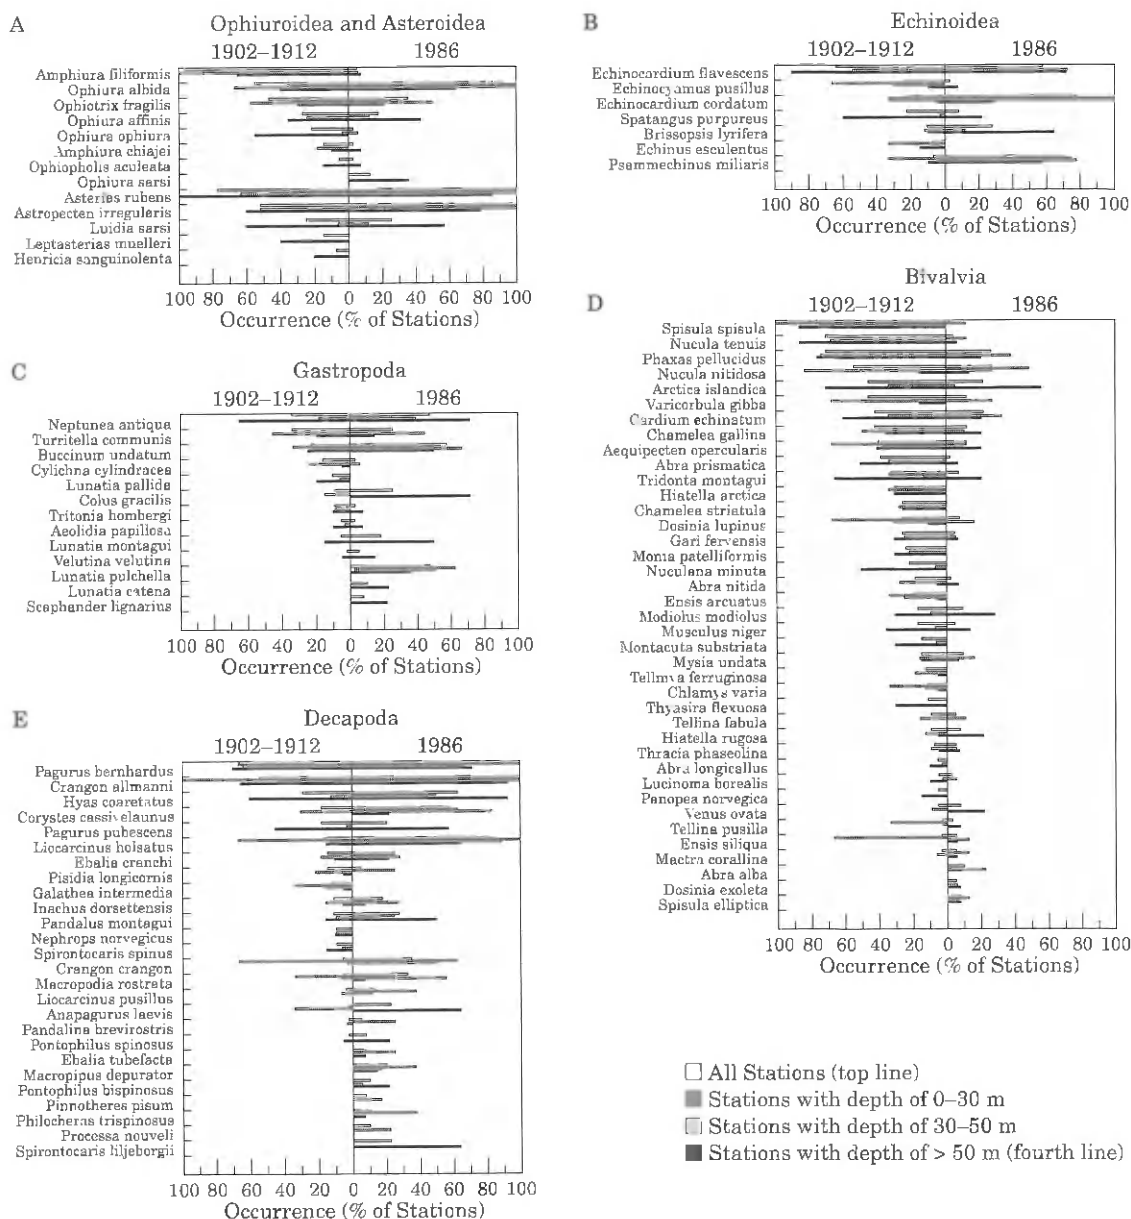 A
Ophiuroidea and Asteroidea
1902–1912 1986
Amphiura filiformis
Ophiura albida
Ophiotrix fragilis
Ophiura affinis
Ophiura ophiura
Amphiura chiajei
Ophiopholis aculeata
Ophiura sarsi
Asterias rubens
Astropecten irregularis
Luidia sarsi
Leptasterias muelleri
Henricia sanguinolenta
100 80 60 40 20 0 20 40 60 80 100
Occurrence (% of Stations)
B
Echinoidea
1902–1912 1986
Echinocardium flavescens
Echinocyamus pusillus
Echinocardium cordatum
Spatangus purpureus
Brissopsis lyrifera
Echinus esculentus
Psammechinus miliaris
100 80 60 40 20 0 20 40 60 80 100
Occurrence (% of Stations)
C
Gastropoda
1902–1912 1986
Neptunea antiqua
Turritella communis
Buccinum undatum
Cylichna cylindracea
Lunatia pallida
Colus gracilis
Tritonia hombergi
Aeolidia papillosa
Lunatia montagui
Velutina velutina
Lunatia pulchella
Lunatia catena
Scaphander lignarius
100 80 60 40 20 0 20 40 60 80 100
Occurrence (% of Stations)
D
Bivalvia
1902–1912 1986
Spisula spisula
Nucula tenuis
Phaxas pellucidus
Nucula nitidosa
Arctica islandica
Varicorbula gibba
Cardium echinatum
Chamelea gallina
Aequipecten opercularis
Abra prismatica
Tridonta montagui
Hiatella arctica
Chamelea striatula
Dosinia lupinus
Gari fervensis
Monia patelliformis
Nuculana minuta
Abra nitida
Ensis arcuatus
Modiolus modiolus
Musculus niger
Montacuta substriata
Mysia undata
Tellina ferruginosa
Chlamys varia
Thyasira flexuosa
Tellina fabula
Hiatella rugosa
Thracia phaseolina
Abra longicallus
Lucinoma borealis
Panopea norvegica
Venus ovata
Tellina pusilla
Ensis siliqua
Mactra corallina
Abra alba
Dosinia exoleta
Spisula elliptica
100 80 60 40 20 0 20 40 60 80 100
Occurrence (% of Stations)
E
Decapoda
1902–1912 1986
Pagurus bernhardus
Crangon allmanni
Hyas coaretatus
Corystes cassivelaunus
Pagurus pubescens
Liocarcinus holsatus
Ebalia cranchi
Pisidia longicornis
Galathea intermedia
Inachus dorsettensis
Pandalus montagui
Nephrops norvegicus
Spirontocaris spinus
Crangon crangon
Macropodia rostrata
Liocarcinus pusillus
Anapagurus laevis
Pandalina brevirostris
Pontophilus spinosus
Ebalia tubefacta
Macropipus depurator
Pontophilus bispinosus
Pinnotheres pisum
Philocheras trispinosus
Processa nouveli
Spirontocaris liljeborgii
100 80 60 40 20 0 20 40 60 80 100
Occurrence (% of Stations)
All Stations (top line)
Stations with depth of 0–30 m
Stations with depth of 30–50 m
Stations with depth of > 50 m (fourth line)